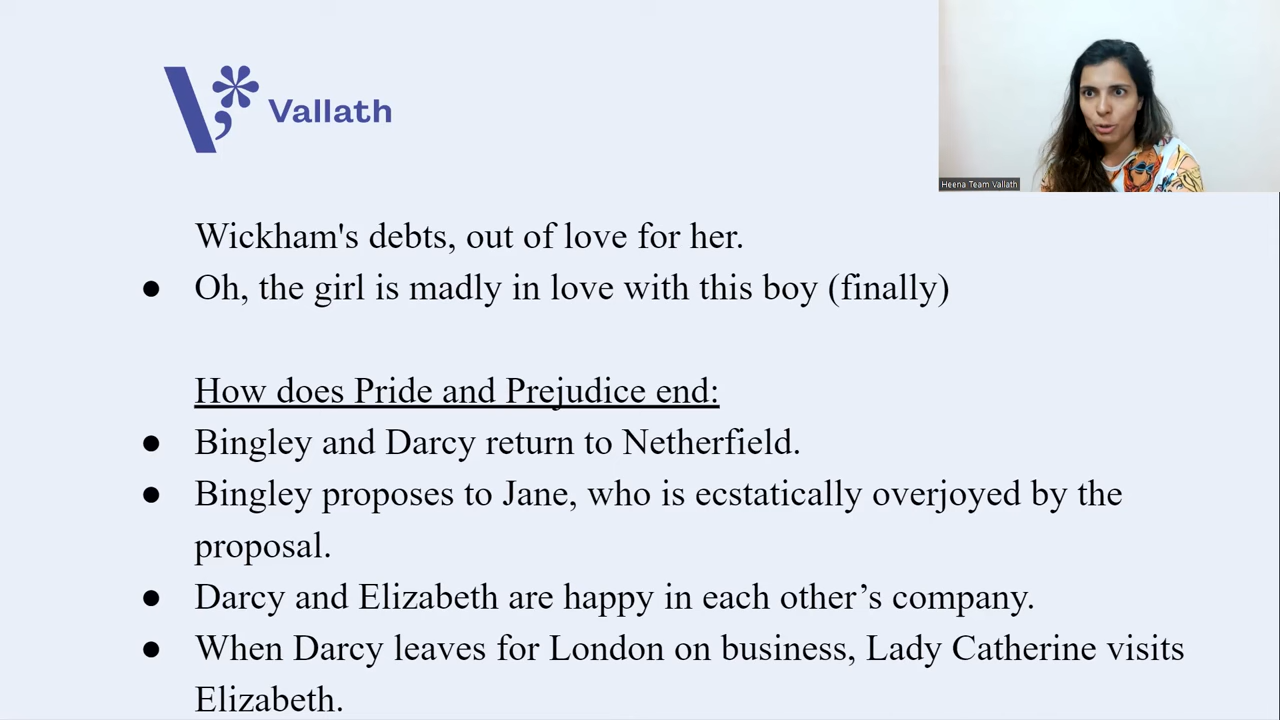 Vallath
Heena Team Vallath
Wickham's debts, out of love for her.
● Oh, the girl is madly in love with this boy (finally)
How does Pride and Prejudice end:
● Bingley and Darcy return to Netherfield.
● Bingley proposes to Jane, who is ecstatically overjoyed by the
proposal.
● Darcy and Elizabeth are happy in each other’s company.
● When Darcy leaves for London on business, Lady Catherine visits
Elizabeth.